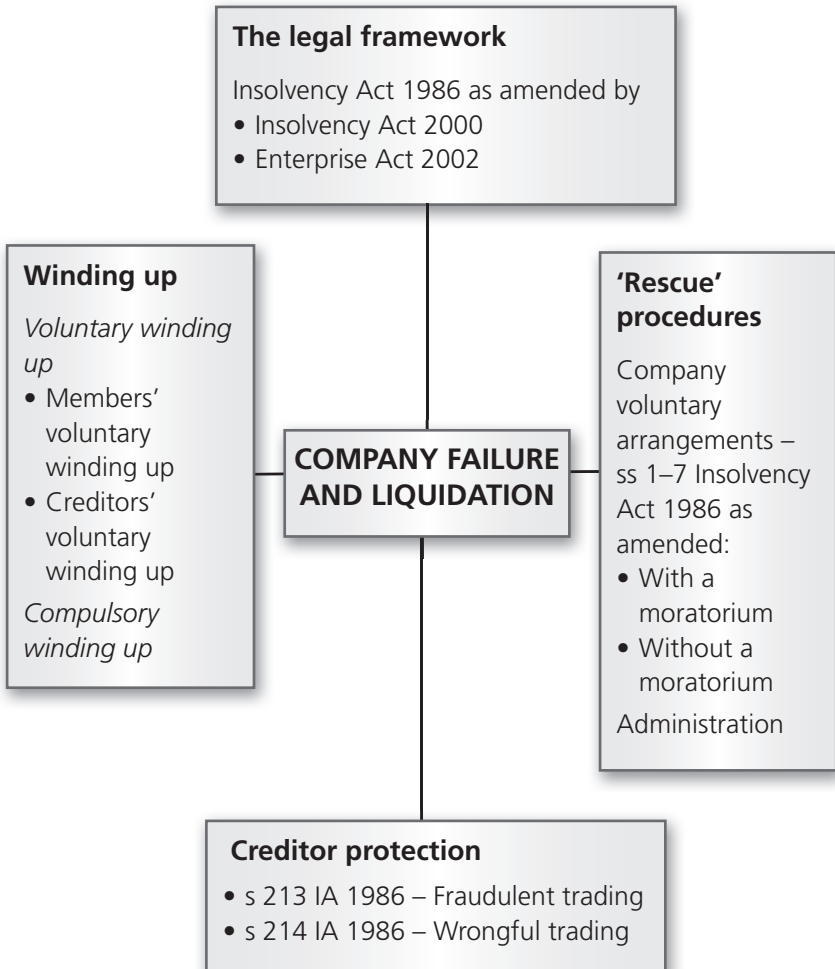 The legal framework
Insolvency Act 1986 as amended by
• Insolvency Act 2000
• Enterprise Act 2002
Winding up
Voluntary winding
up
• Members’
voluntary
winding up
• Creditors’
voluntary
winding up
Compulsory
winding up
COMPANY FAILURE
AND LIQUIDATION
‘Rescue’
procedures
Company
voluntary
arrangements –
ss 1–7 Insolvency
Act 1986 as
amended:
• With a
moratorium
• Without a
moratorium
Administration
Creditor protection
• s 213 IA 1986 – Fraudulent trading
• s 214 IA 1986 – Wrongful trading